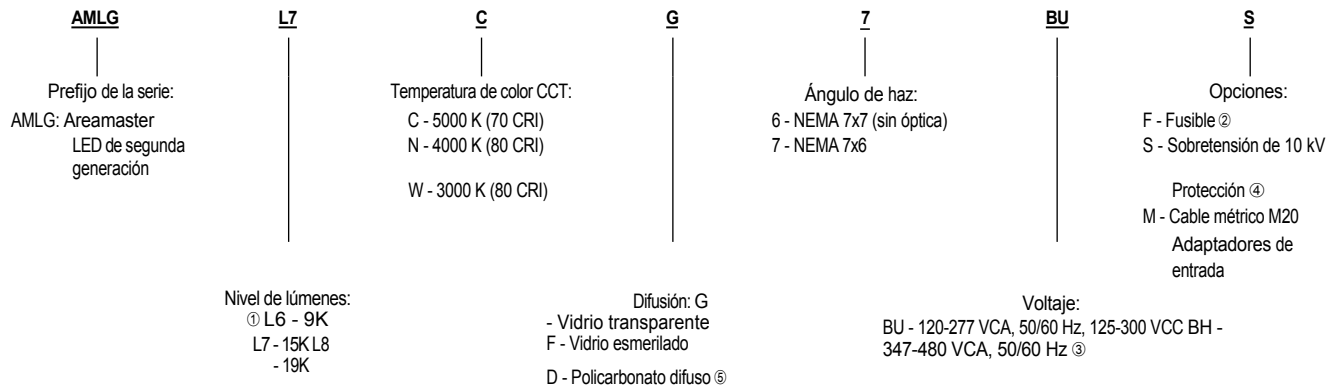 AMLG L7 C G 7 BU S
Prefijo de la serie:
AMLG: Areamaster
LED de segunda
generación
Temperatura de color CCT:
C - 5000 K (70 CRI)
N - 4000 K (80 CRI)
W - 3000 K (80 CRI)
Ángulo de haz:
6 - NEMA 7x7 (sin óptica)
7 - NEMA 7x6
Opciones:
F - Fusible ②
S - Sobretensión de 10 kV
Protección ④
M - Cable métrico M20
Adaptadores de
entrada
Nivel de lúmenes:
① L6 - 9K
L7 - 15K L8
- 19K
Difusión: G
- Vidrio transparente
F - Vidrio esmerilado
D - Policarbonato difuso ⑤
Voltaje:
BU - 120-277 VCA, 50/60 Hz, 125-300 VCC BH -
347-480 VCA, 50/60 Hz ③